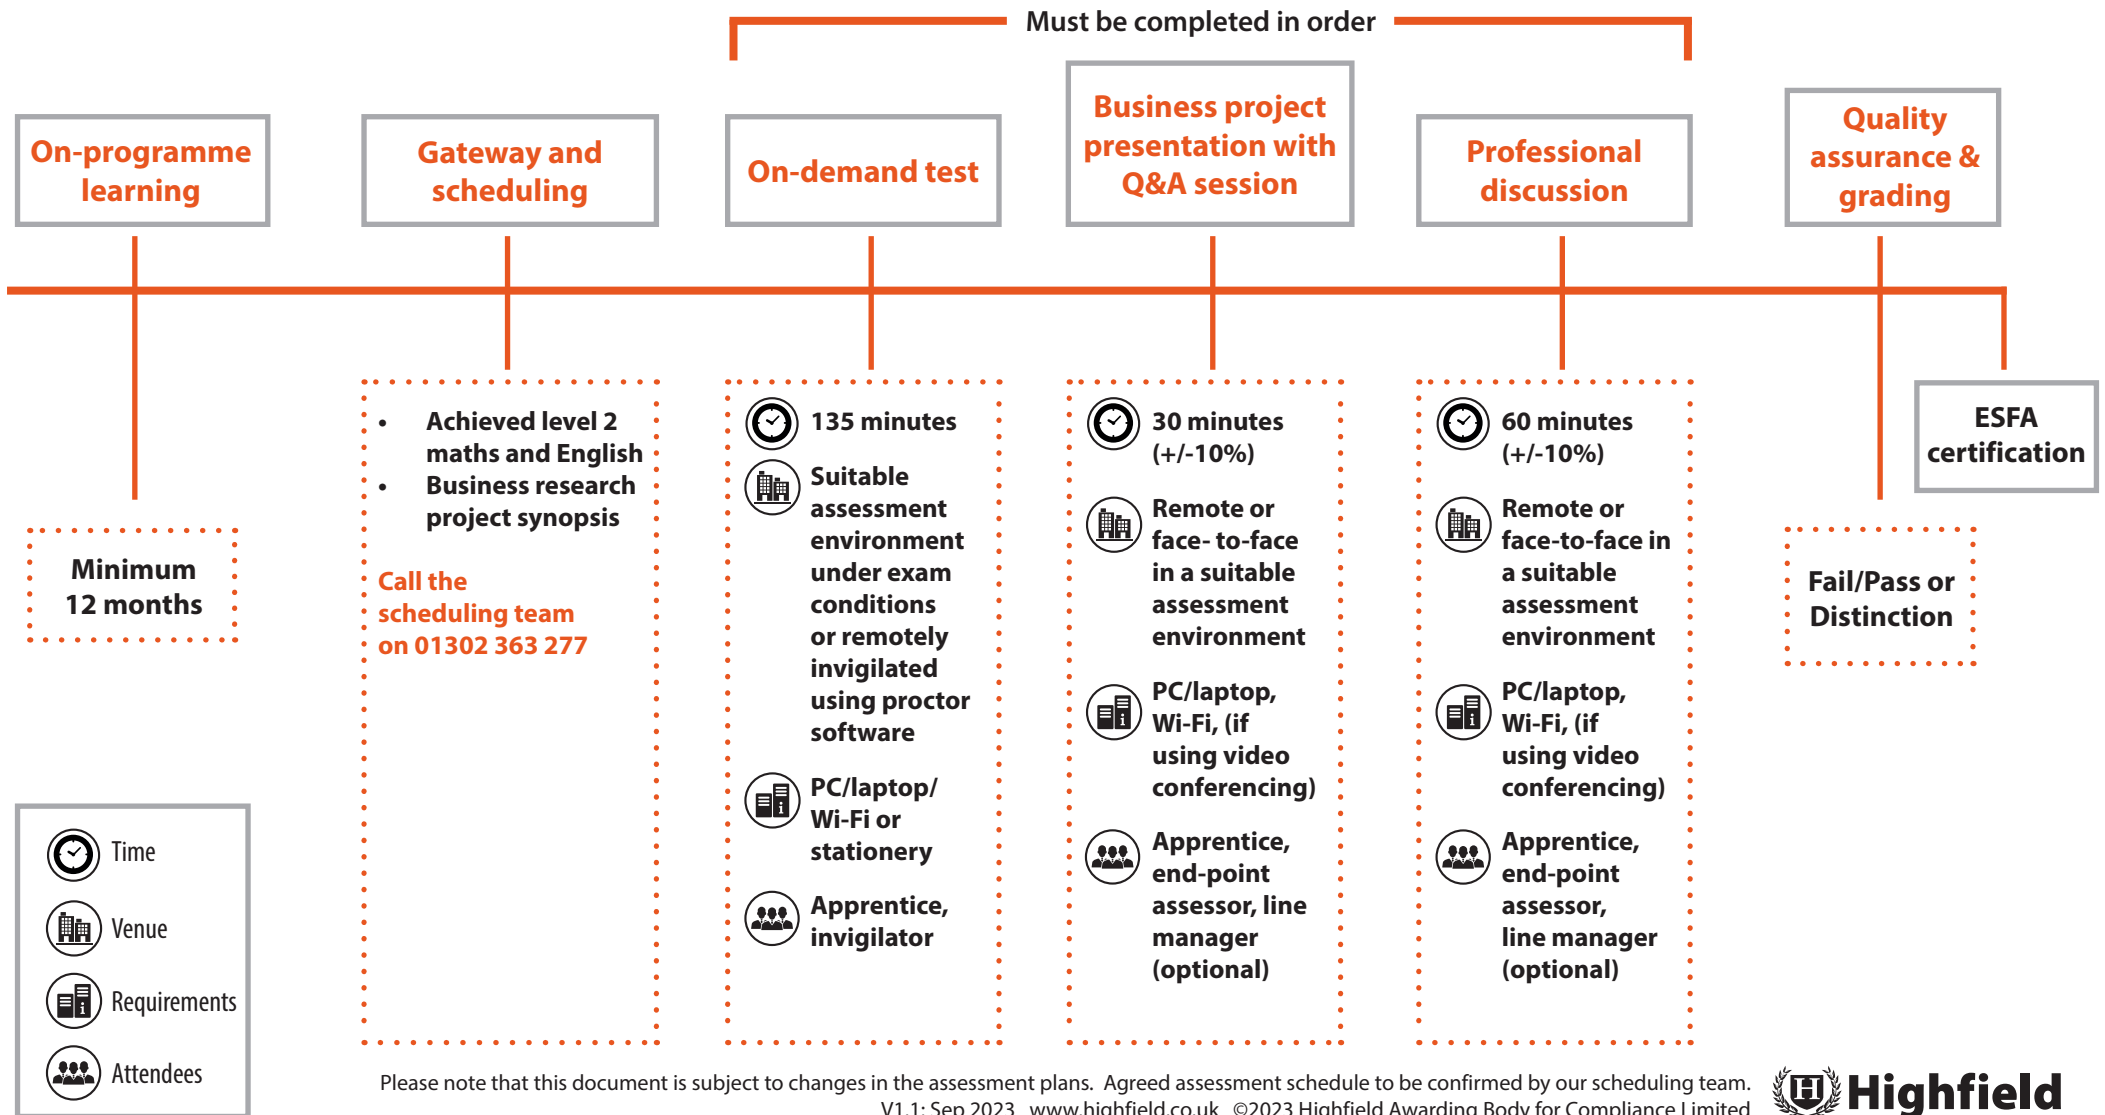 Must be completed in order
On-programme
learning
Gateway and
scheduling
On-demand test
Business project
presentation with
Q&A session
Professional
discussion
Quality
assurance &
grading
Minimum
12 months
• Achieved level 2
maths and English
• Business research
project synopsis
Call the
scheduling team
on 01302 363 277
135 minutes
Suitable
assessment
environment
under exam
conditions
or remotely
invigilated
using proctor
software
PC/laptop/
Wi-Fi or
stationery
Apprentice,
invigilator
30 minutes
(+/-10%)
Remote or
face- to-face
in a suitable
assessment
environment
PC/laptop,
Wi-Fi, (if
using video
conferencing)
Apprentice,
end-point
assessor, line
manager
(optional)
60 minutes
(+/-10%)
Remote or
face-to-face in
a suitable
assessment
environment
PC/laptop,
Wi-Fi, (if
using video
conferencing)
Apprentice,
end-point
assessor,
line manager
(optional)
Fail/Pass or
Distinction
ESFA
certification
Time
Venue
Requirements
Attendees
Please note that this document is subject to changes in the assessment plans. Agreed assessment schedule to be confirmed by our scheduling team.
V1.1: Sep 2023 www.highfield.co.uk ©2023 Highfield Awarding Body for Compliance Limited
H Highfield